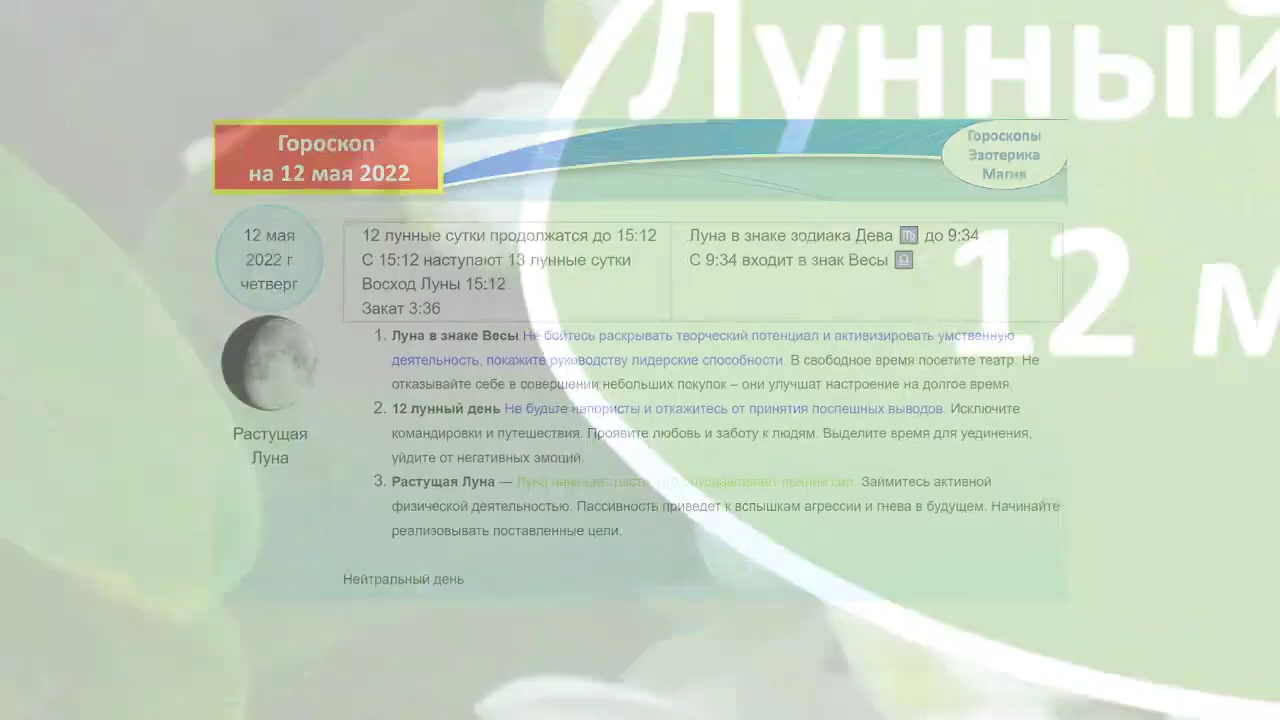 Лунный
12 м
Гороскоп
на 12 мая 2022
Гороскопы
Эзотерика
Магия
12 мая
2022 г
четверг
12 лунные сутки продолжатся до 15:12
С 15:12 наступают 13 лунные сутки
Восход Луны 15:12.
Закат 3:36
Луна в знаке зодиака Дева ♍ до 9:34
С 9:34 входит в знак Весы ♎
Растущая
Луна
1. Луна в знаке Весы Не бойтесь раскрывать творческий потенциал и активизировать умственную
деятельность, покажите руководству лидерские способности. В свободное время посетите театр. Не
отказывайте себе в совершении небольших покупок – они улучшат настроение на долгое время.
2. 12 лунный день Не будьте напористы и откажитесь от принятия поспешных выводов. Исключите
командировки и путешествия. Проявите любовь и заботу к людям. Выделите время для уединения,
уйдите от негативных эмоций.
3. Растущая Луна — Луна начинает расти, прилив сил. Займитесь активной
физической деятельностью. Пассивность приведет к вспышкам агрессии и гнева в будущем. Начинайте
реализовывать поставленные цели.
Нейтральный день